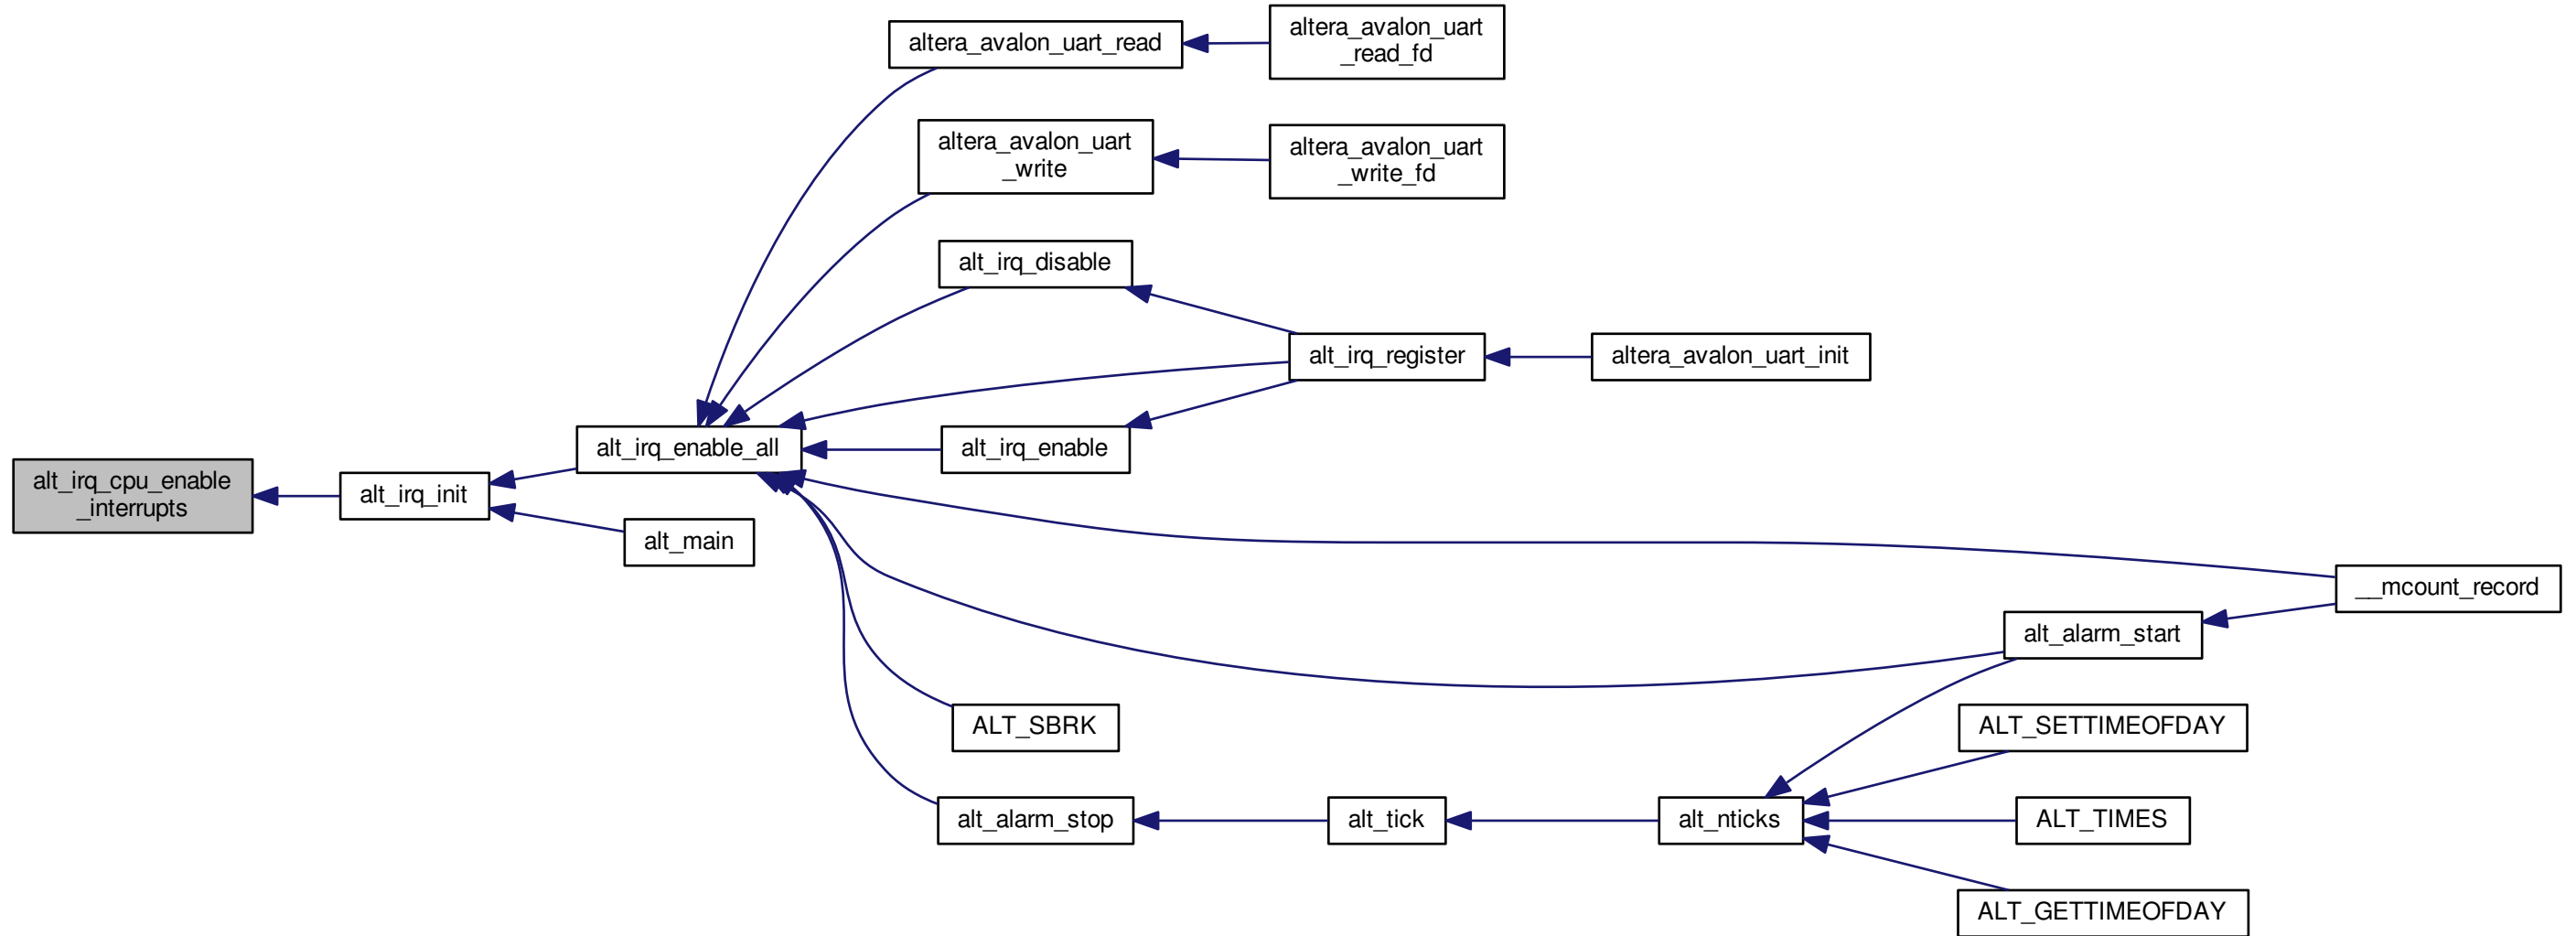 altera_avalon_uart_read
altera_avalon_uart
_read_fd
altera_avalon_uart
_write
altera_avalon_uart
_write_fd
alt_irq_disable
alt_irq_register
altera_avalon_uart_init
alt_irq_enable_all
alt_irq_enable
alt_irq_cpu_enable
_interrupts
alt_irq_init
alt_main
__mcount_record
alt_alarm_start
ALT_SBRK
ALT_SETTIMEOFDAY
alt_alarm_stop
alt_tick
alt_nticks
ALT_TIMES
ALT_GETTIMEOFDAY